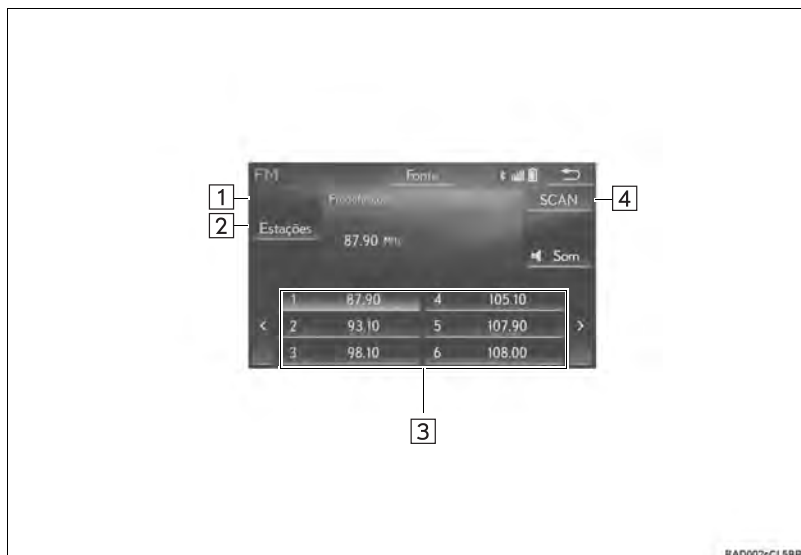 FM Fonte
1 Predefinido SCAN 4
2 Estações
87.90 MHz
Som
1 87.90 4 105.10
< 2 93.10 5 107.90 >
3 98.10 6 108.00
3